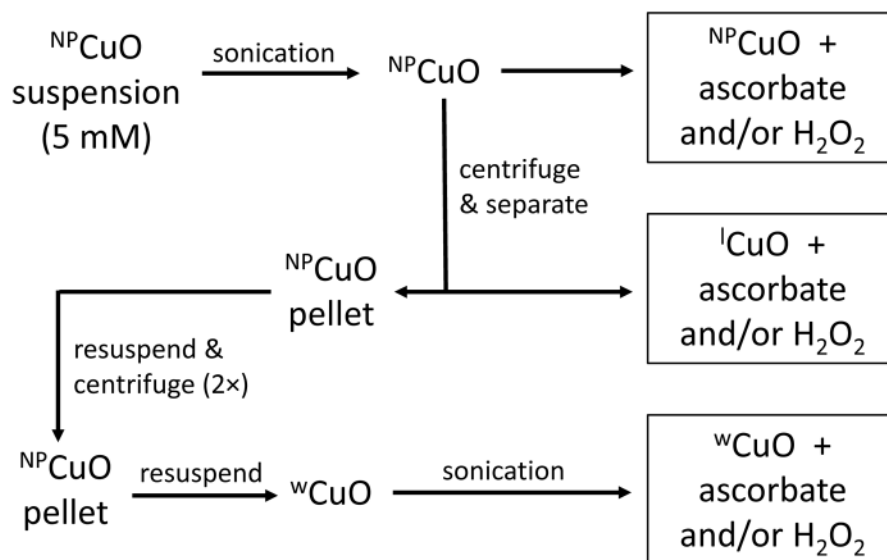 ᴺᴾCuO
suspension
(5 mM)
sonication
ᴺᴾCuO
ᴺᴾCuO +
ascorbate
and/or H₂O₂
centrifuge
& separate
ᴺᴾCuO
pellet
ˡCuO +
ascorbate
and/or H₂O₂
resuspend &
centrifuge (2×)
ᴺᴾCuO
pellet
resuspend
ʷCuO
sonication
ʷCuO +
ascorbate
and/or H₂O₂